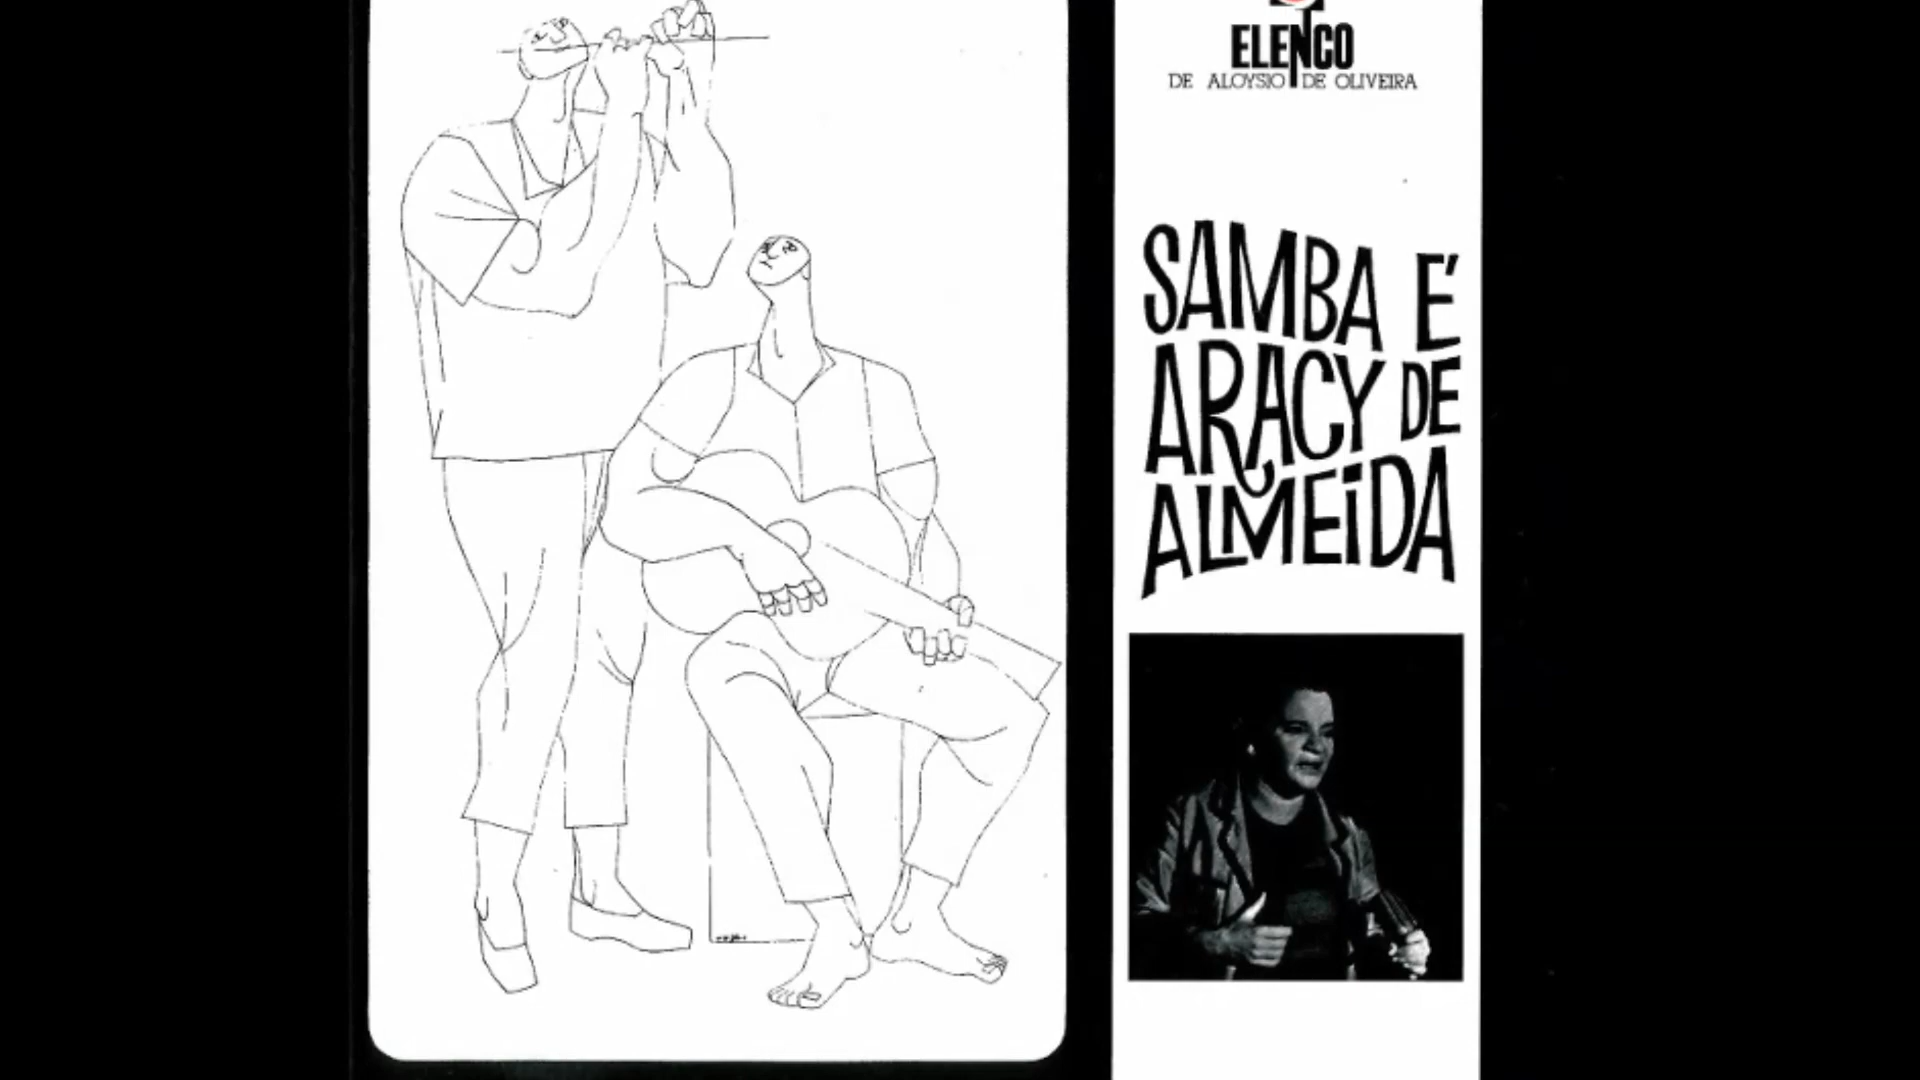 ELENCO
DE ALOYSIO DE OLIVEIRA
SAMBA É
ARACY DE
ALMEIDA